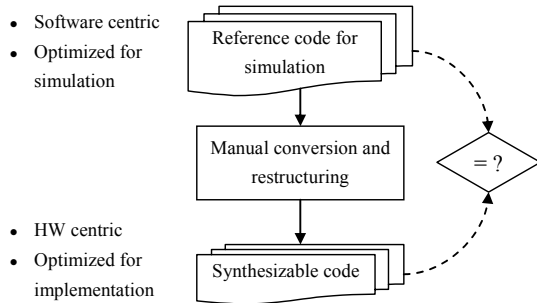 • Software centric
• Optimized for
simulation
Reference code for
simulation
Manual conversion and
restructuring
= ?
• HW centric
• Optimized for
implementation
Synthesizable code